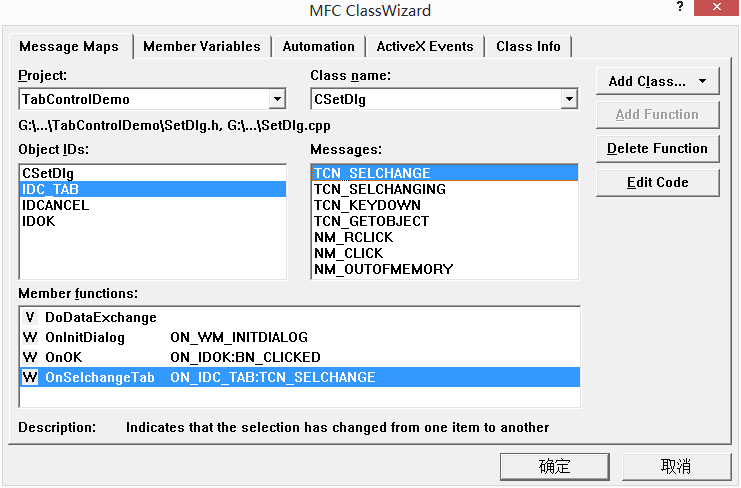 MFC ClassWizard
?
Message Maps Member Variables Automation ActiveX Events Class Info
Project: Class name:
Add Class...
TabControlDemo CSetDlg
Add Function
G:\...\TabControlDemo\SetDlg.h, G:\...\SetDlg.cpp
Object IDs: Messages:
Delete Function
CSetDlg TCN_SELCHANGE
Edit Code
IDC_TAB TCN_SELCHANGING
IDCANCEL TCN_KEYDOWN
IDOK TCN_GETOBJECT
NM_RCLICK
NM_CLICK
NM_OUTOFMEMORY
Member functions:
V DoDataExchange
W OnInitDialog ON_WM_INITDIALOG
W OnOK ON_IDOK:BN_CLICKED
W OnSelchangeTab ON_IDC_TAB:TCN_SELCHANGE
Description: Indicates that the selection has changed from one item to another
确定 取消